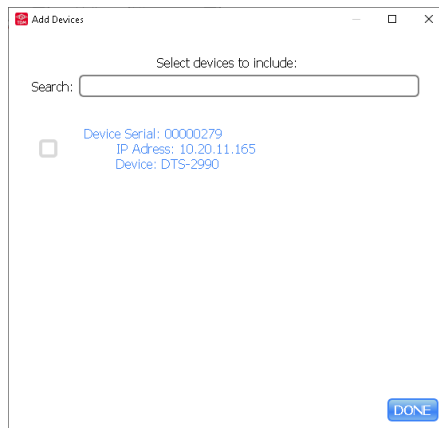 Add Devices
Select devices to include:
Search:
Device Serial: 00000279
IP Adress: 10.20.11.165
Device: DTS-2990
DONE